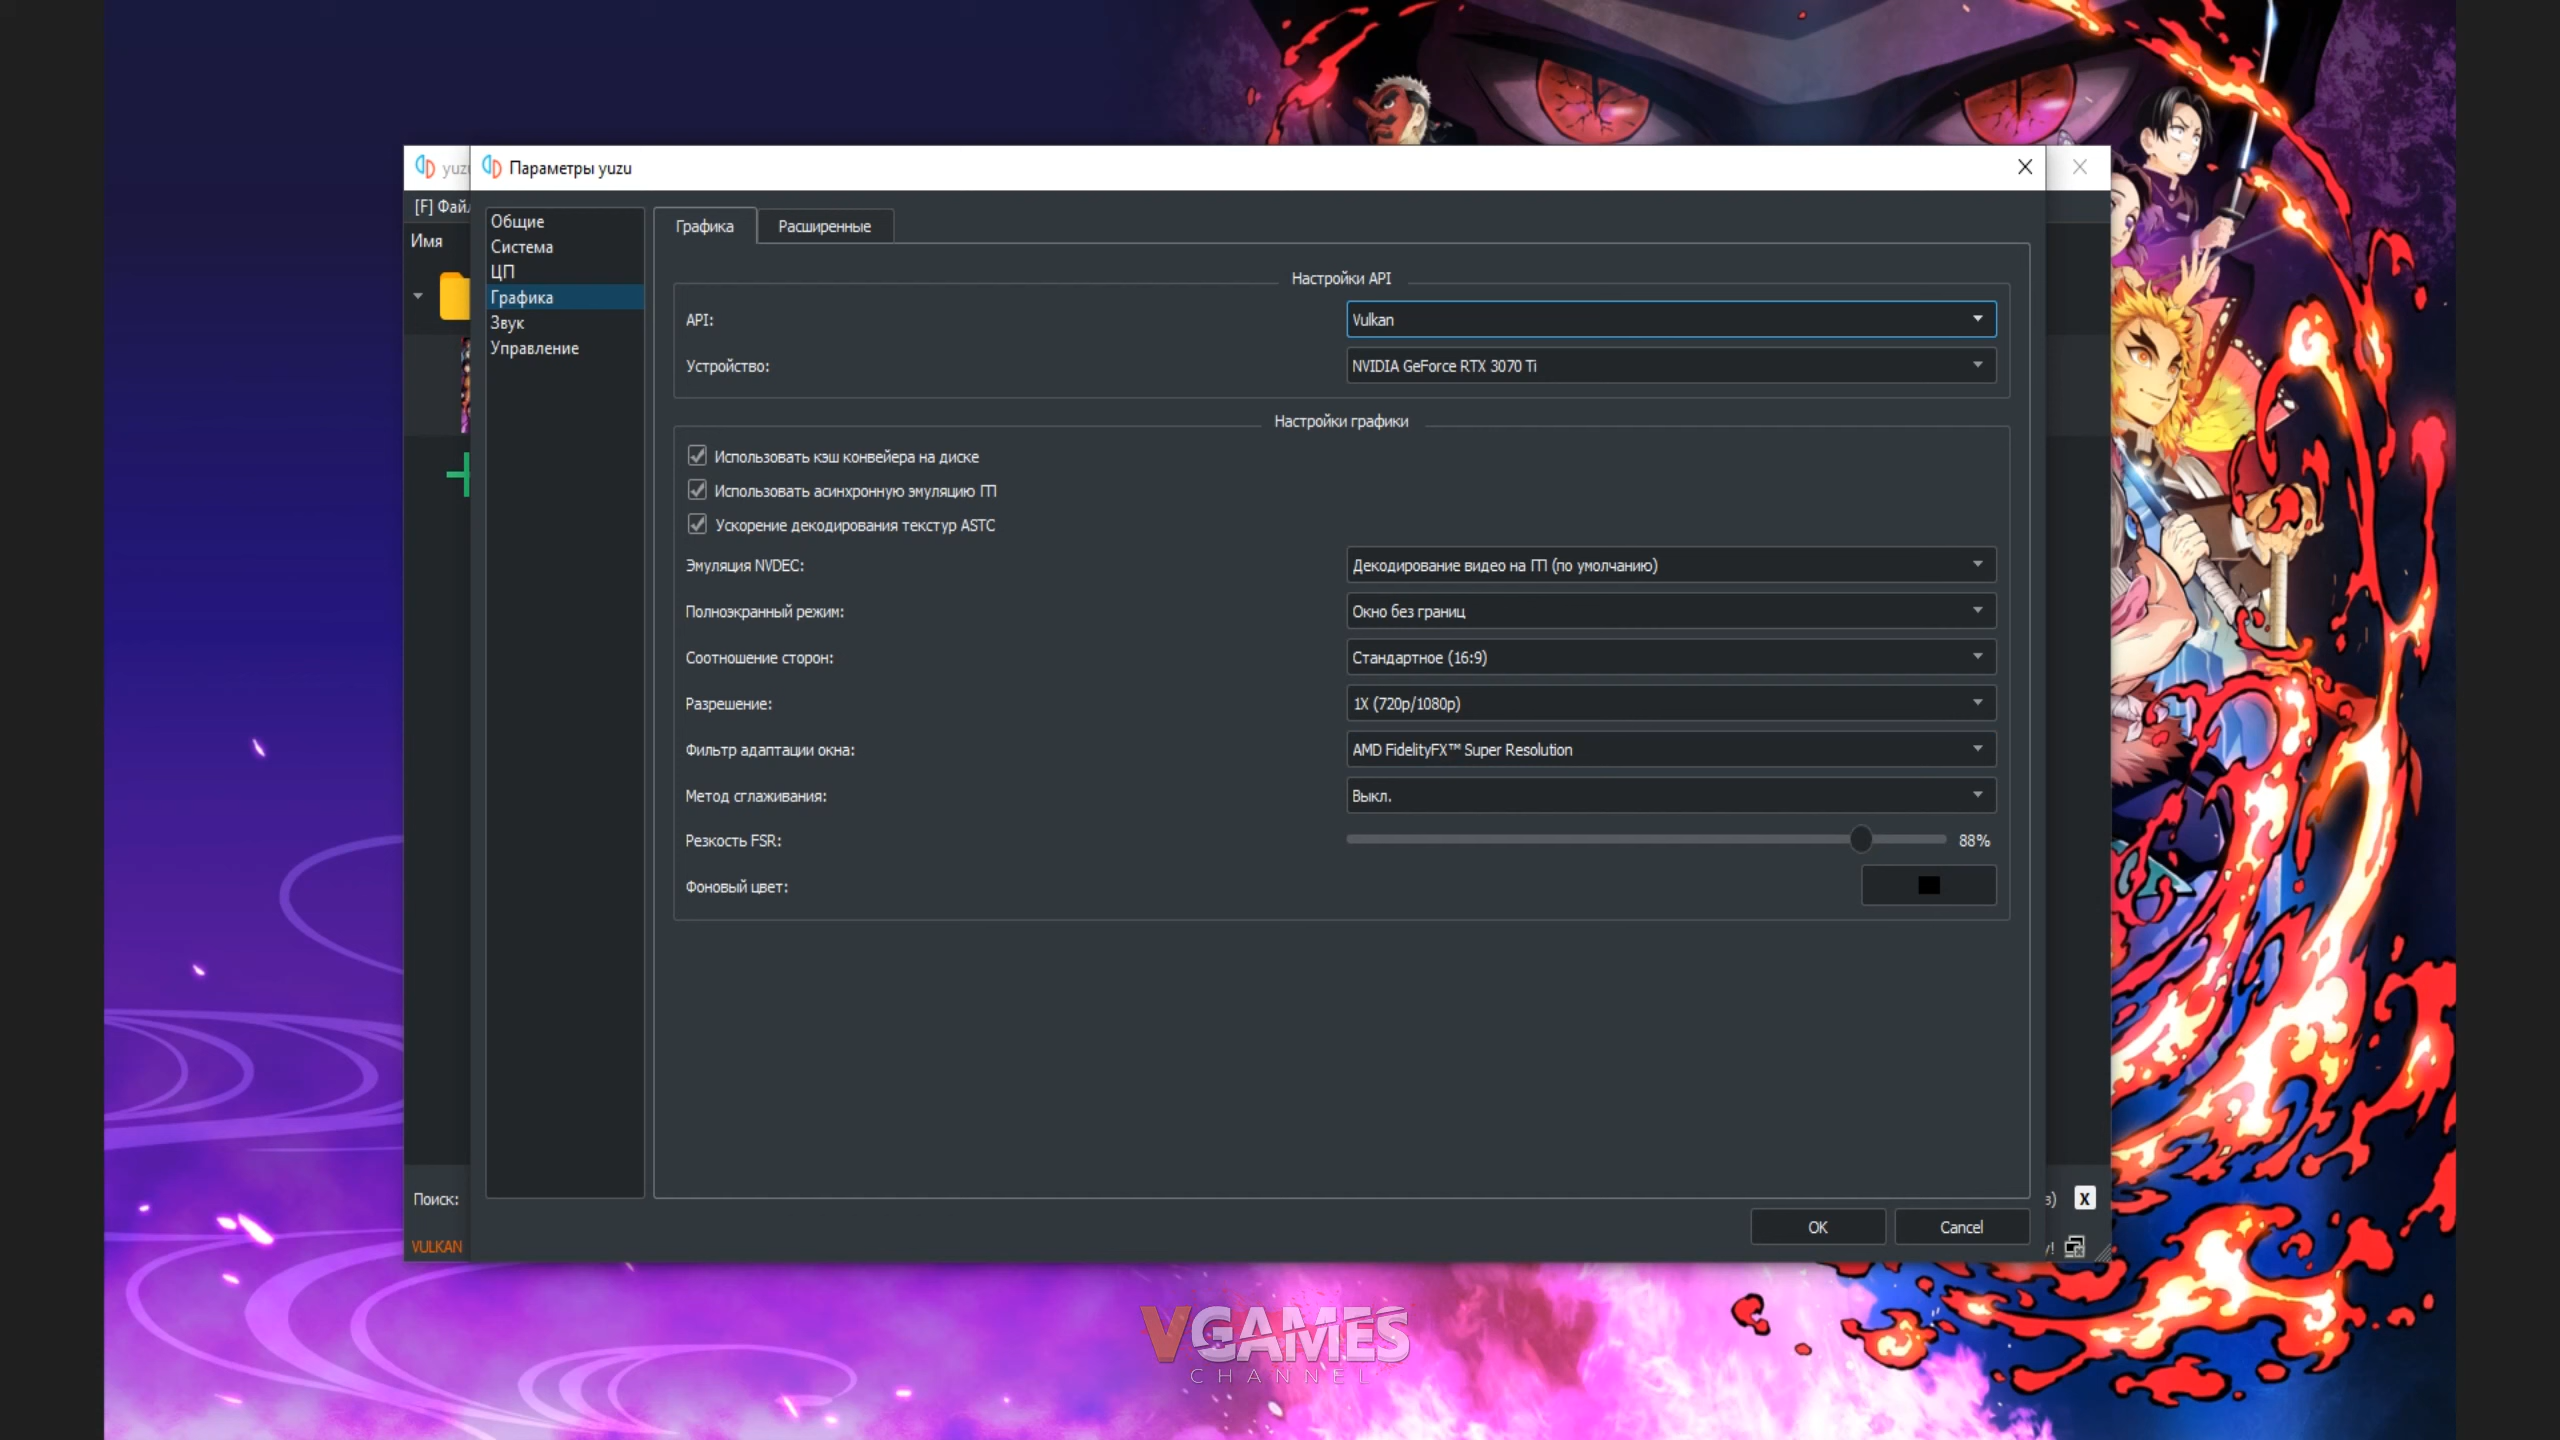 yuzu
Параметры yuzu
[F] Файл
Имя
Общие
Система
ЦП
Графика
Звук
Управление
Графика
Расширенные
Настройки API
API:
Vulkan
Устройство:
NVIDIA GeForce RTX 3070 Ti
Настройки графики
Использовать кэш конвейера на диске
Использовать асинхронную эмуляцию ГП
Ускорение декодирования текстур ASTC
Эмуляция NVDEC:
Декодирование видео на ГП (по умолчанию)
Полноэкранный режим:
Окно без границ
Соотношение сторон:
Стандартное (16:9)
Разрешение:
1X (720p/1080p)
Фильтр адаптации окна:
AMD FidelityFX™ Super Resolution
Метод сглаживания:
Выкл.
Резкость FSR:
88%
Фоновый цвет:
Поиск:
X
OK
Cancel
VULKAN
VGAMES
CHANNEL